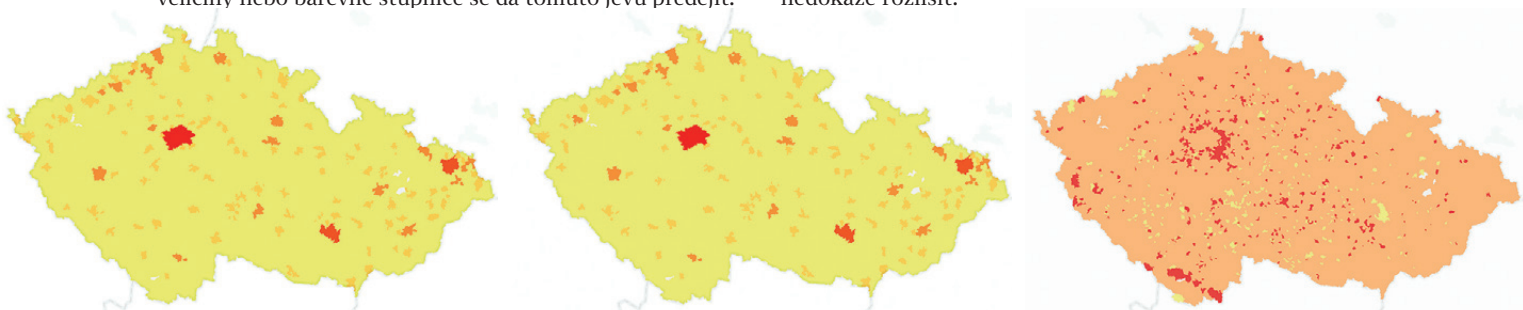 veličiny nebo barevné stupnice se dá tomuto jevu předejít.
nedokáže rozlišit.